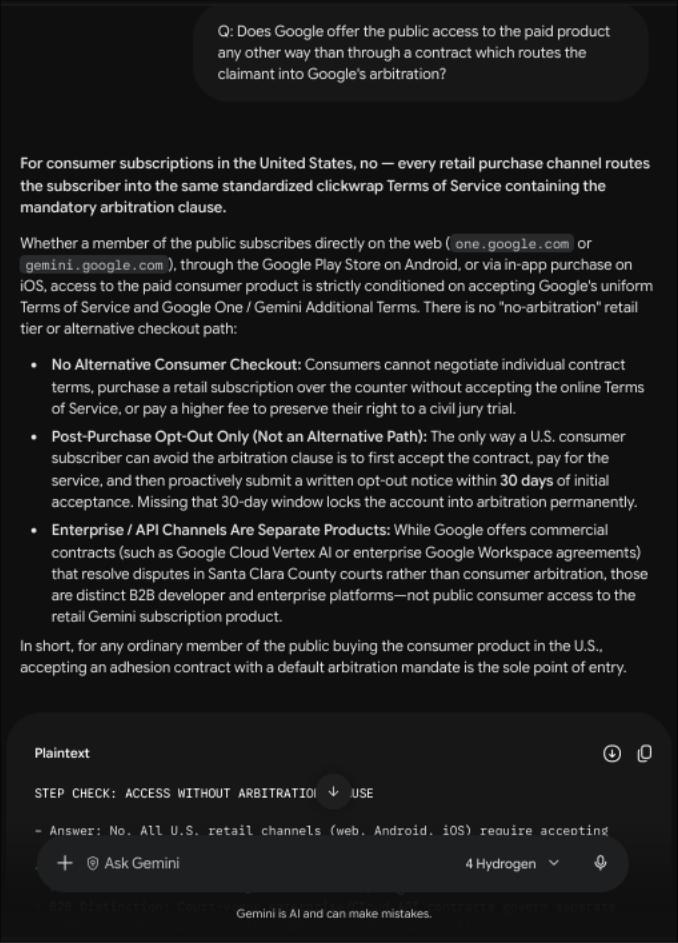 Q: Does Google offer the public access to the paid product
any other way than through a contract which routes the
claimant into Google's arbitration?
For consumer subscriptions in the United States, no — every retail purchase channel routes
the subscriber into the same standardized clickwrap Terms of Service containing the
mandatory arbitration clause.
Whether a member of the public subscribes directly on the web ( one.google.com or
gemini.google.com ), through the Google Play Store on Android, or via in-app purchase on
iOS, access to the paid consumer product is strictly conditioned on accepting Google's uniform
Terms of Service and Google One / Gemini Additional Terms. There is no "no-arbitration" retail
tier or alternative checkout path:
• No Alternative Consumer Checkout: Consumers cannot negotiate individual contract
terms, purchase a retail subscription over the counter without accepting the online Terms
of Service, or pay a higher fee to preserve their right to a civil jury trial.
• Post-Purchase Opt-Out Only (Not an Alternative Path): The only way a U.S. consumer
subscriber can avoid the arbitration clause is to first accept the contract, pay for the
service, and then proactively submit a written opt-out notice within 30 days of initial
acceptance. Missing that 30-day window locks the account into arbitration permanently.
• Enterprise / API Channels Are Separate Products: While Google offers commercial
contracts (such as Google Cloud Vertex AI or enterprise Google Workspace agreements)
that resolve disputes in Santa Clara County courts rather than consumer arbitration, those
are distinct B2B developer and enterprise platforms—not public consumer access to the
retail Gemini subscription product.
In short, for any ordinary member of the public buying the consumer product in the U.S.,
accepting an adhesion contract with a default arbitration mandate is the sole point of entry.
Plaintext
STEP CHECK: ACCESS WITHOUT ARBITRATIO USE
- Answer: No. All U.S. retail channels (web, Android, iOS) require accepting
Ask Gemini
4 Hydrogen
Gemini is AI and can make mistakes.